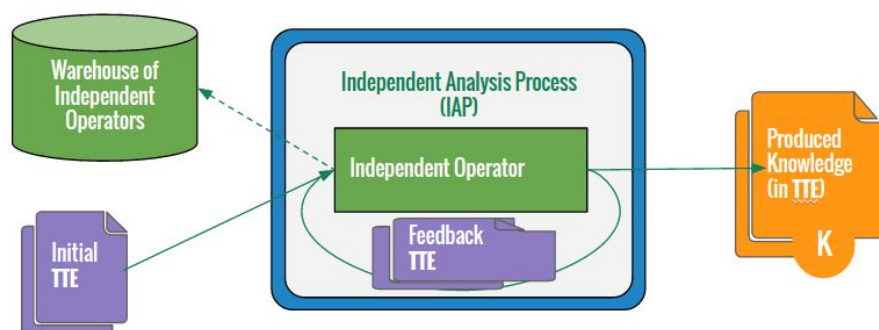 Warehouse of
Independent
Operators
Independent Analysis Process
(IAP)
Independent Operator
Initial
TTE
Feedback
TTE
Produced
Knowledge
(in TTE)
K